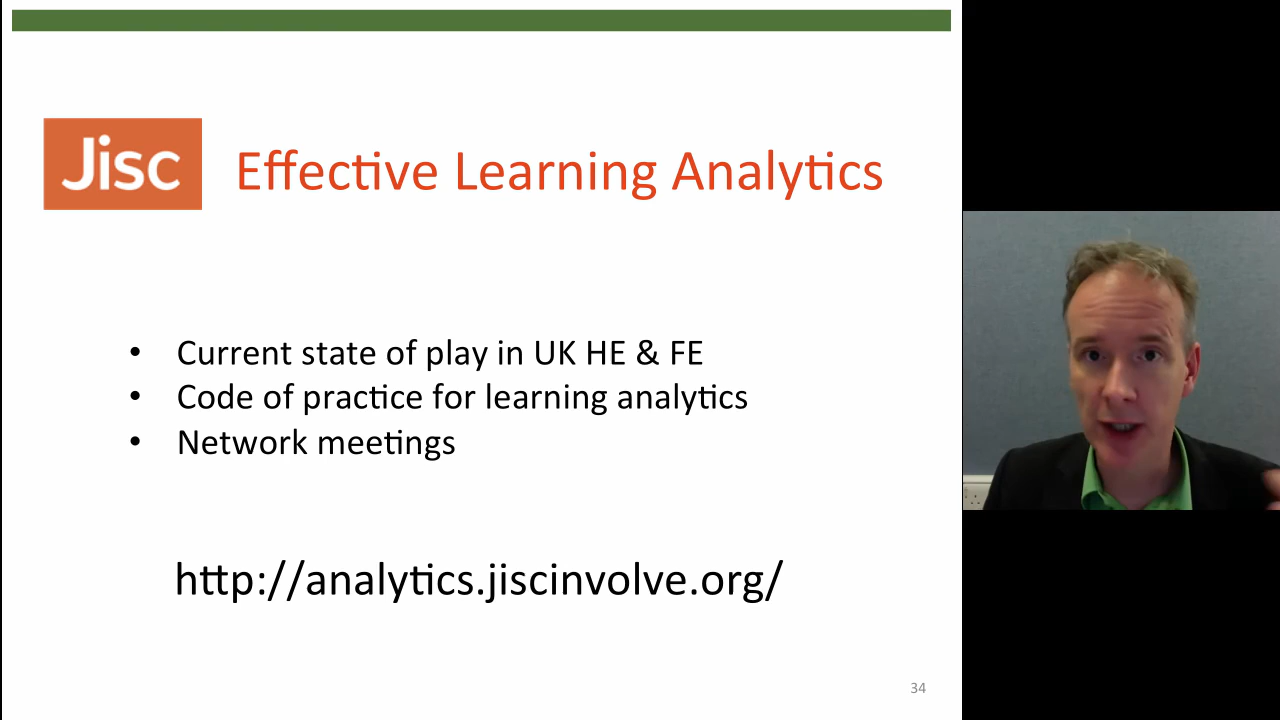 Jisc
Effective Learning Analytics
• Current state of play in UK HE & FE
• Code of practice for learning analytics
• Network meetings
http://analytics.jiscinvolve.org/
34